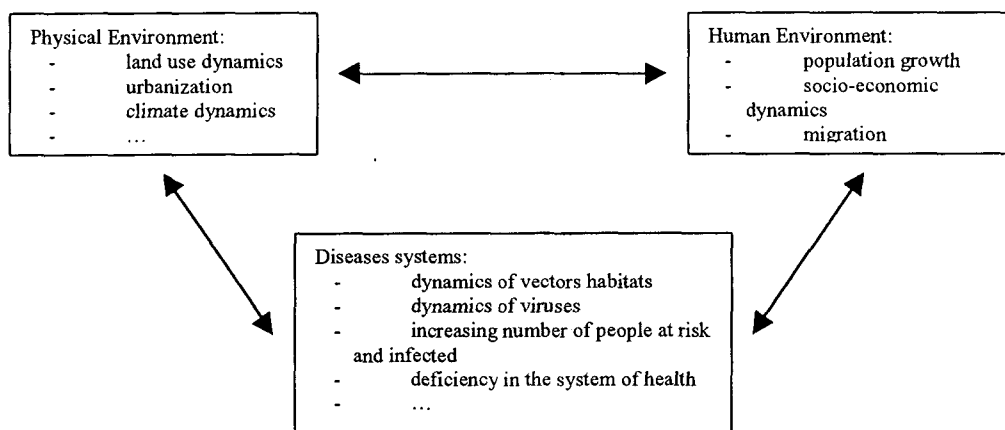 Physical Environment:
- land use dynamics
- urbanization
- climate dynamics
- ...
Human Environment:
- population growth
- socio-economic
dynamics
- migration
Diseases systems:
- dynamics of vectors habitats
- dynamics of viruses
- increasing number of people at risk
and infected
- deficiency in the system of health
- ...